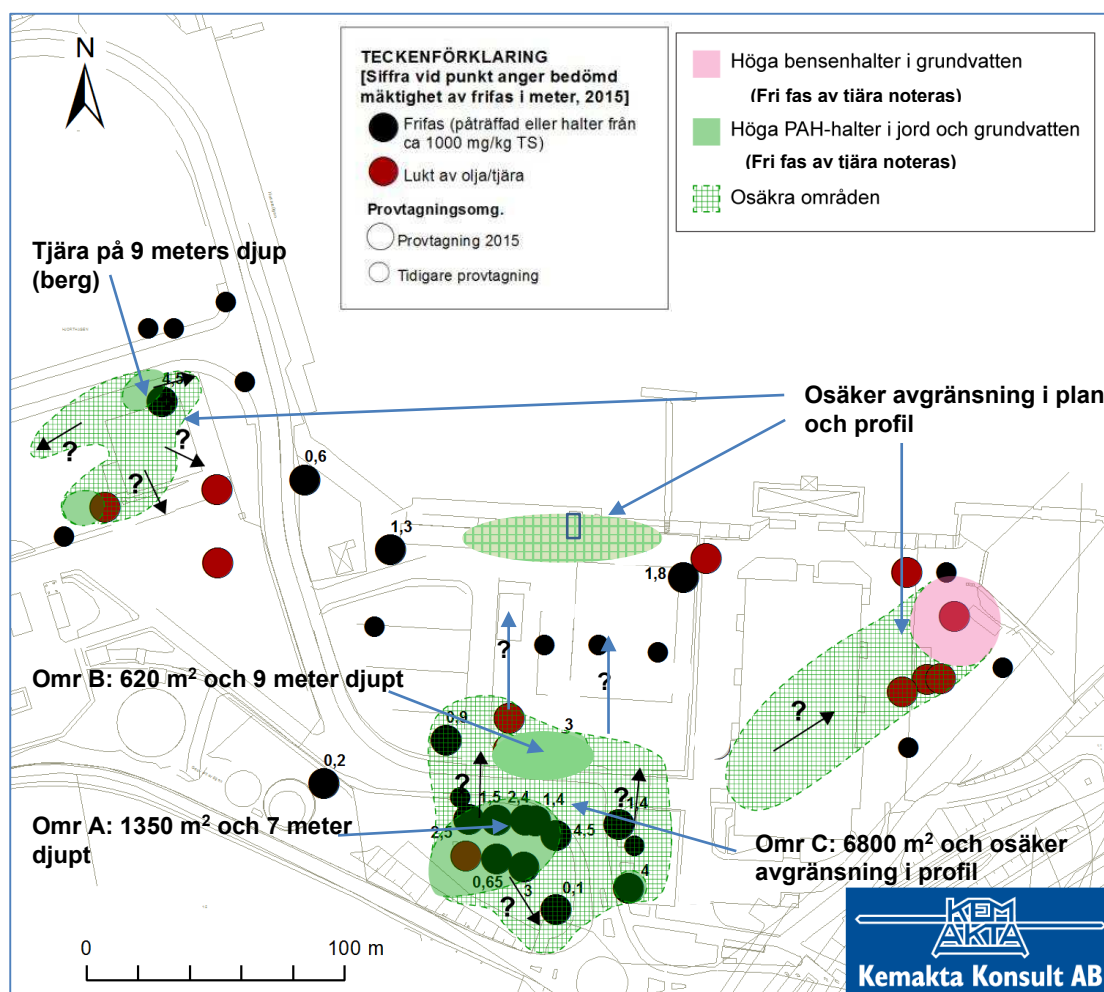 N
TECKENFÖRKLARING
[Siffra vid punkt anger bedömd
mäktighet av frifas i meter, 2015]
Frifas (påträffad eller halter från
ca 1000 mg/kg TS)
Lukt av olja/tjära
Provtagningsomg.
Provtagning 2015
Tidigare provtagning
Höga bensenhalter i grundvatten
(Fri fas av tjära noteras)
Höga PAH-halter i jord och grundvatten
(Fri fas av tjära noteras)
Osäkra områden
Tjära på 9 meters djup
(berg)
4,5
?
?
?
0,6
1,3
1,8
Osäker avgränsning i plan
och profil
?
?
?
Omr B: 620 m² och 9 meter djupt
0,9
3
0,2
?
?
1,5
2,4
1,4
1,4
2,5
4,5
Omr A: 1350 m² och 7 meter
djupt
0,65
3
0,1
4
?
Omr C: 6800 m² och osäker
avgränsning i profil
0
100 m
KEM
AKTA
Kemakta Konsult AB